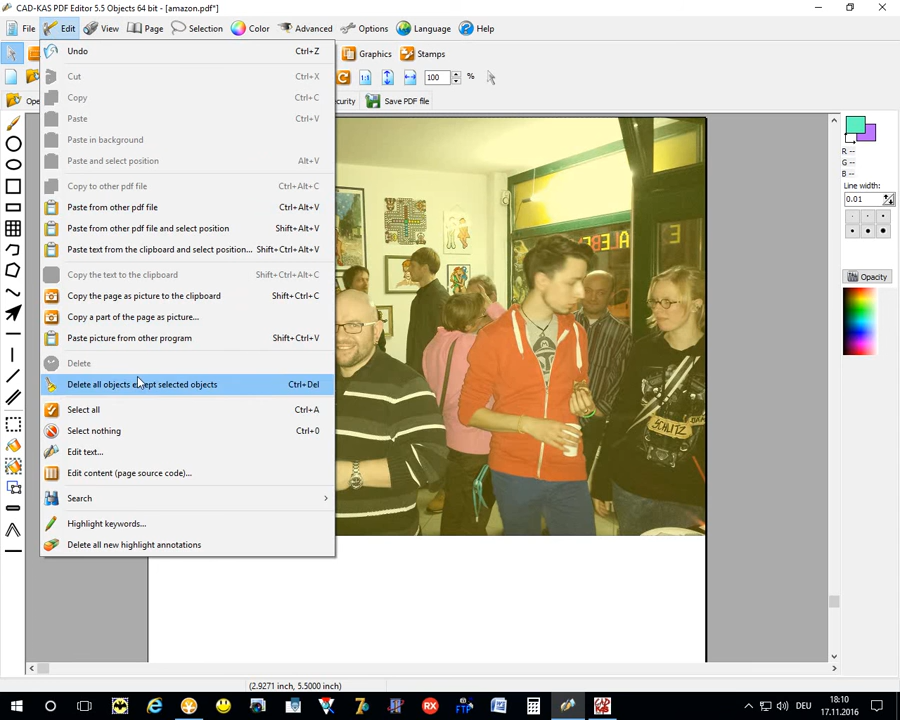 CAD-KAS PDF Editor 5.5 Objects 64 bit - [amazon.pdf*]
File Edit View Page Selection Color Advanced Options Language Help
Graphics Stamps
100 %
Ope
curity Save PDF file
Undo Ctrl+Z
Cut Ctrl+X
Copy Ctrl+C
Paste Ctrl+V
Paste in background
Paste and select position Alt+V
Copy to other pdf file Ctrl+Alt+C
Paste from other pdf file Ctrl+Alt+V
Paste from other pdf file and select position Shift+Alt+V
Paste text from the clipboard and select position... Shift+Ctrl+Alt+V
Copy the text to the clipboard Shift+Ctrl+Alt+C
Copy the page as picture to the clipboard Shift+Ctrl+C
Copy a part of the page as picture...
Paste picture from other program Shift+Ctrl+V
Delete
Delete all objects except selected objects Ctrl+Del
Select all Ctrl+A
Select nothing Ctrl+0
Edit text...
Edit content (page source code)...
Search
Highlight keywords...
Delete all new highlight annotations
R --
G --
B --
Line width:
0.01
Opacity
SCHLITZ
1:1
(2.9271 inch, 5.5000 inch)
DEU
18:10
17.11.2016